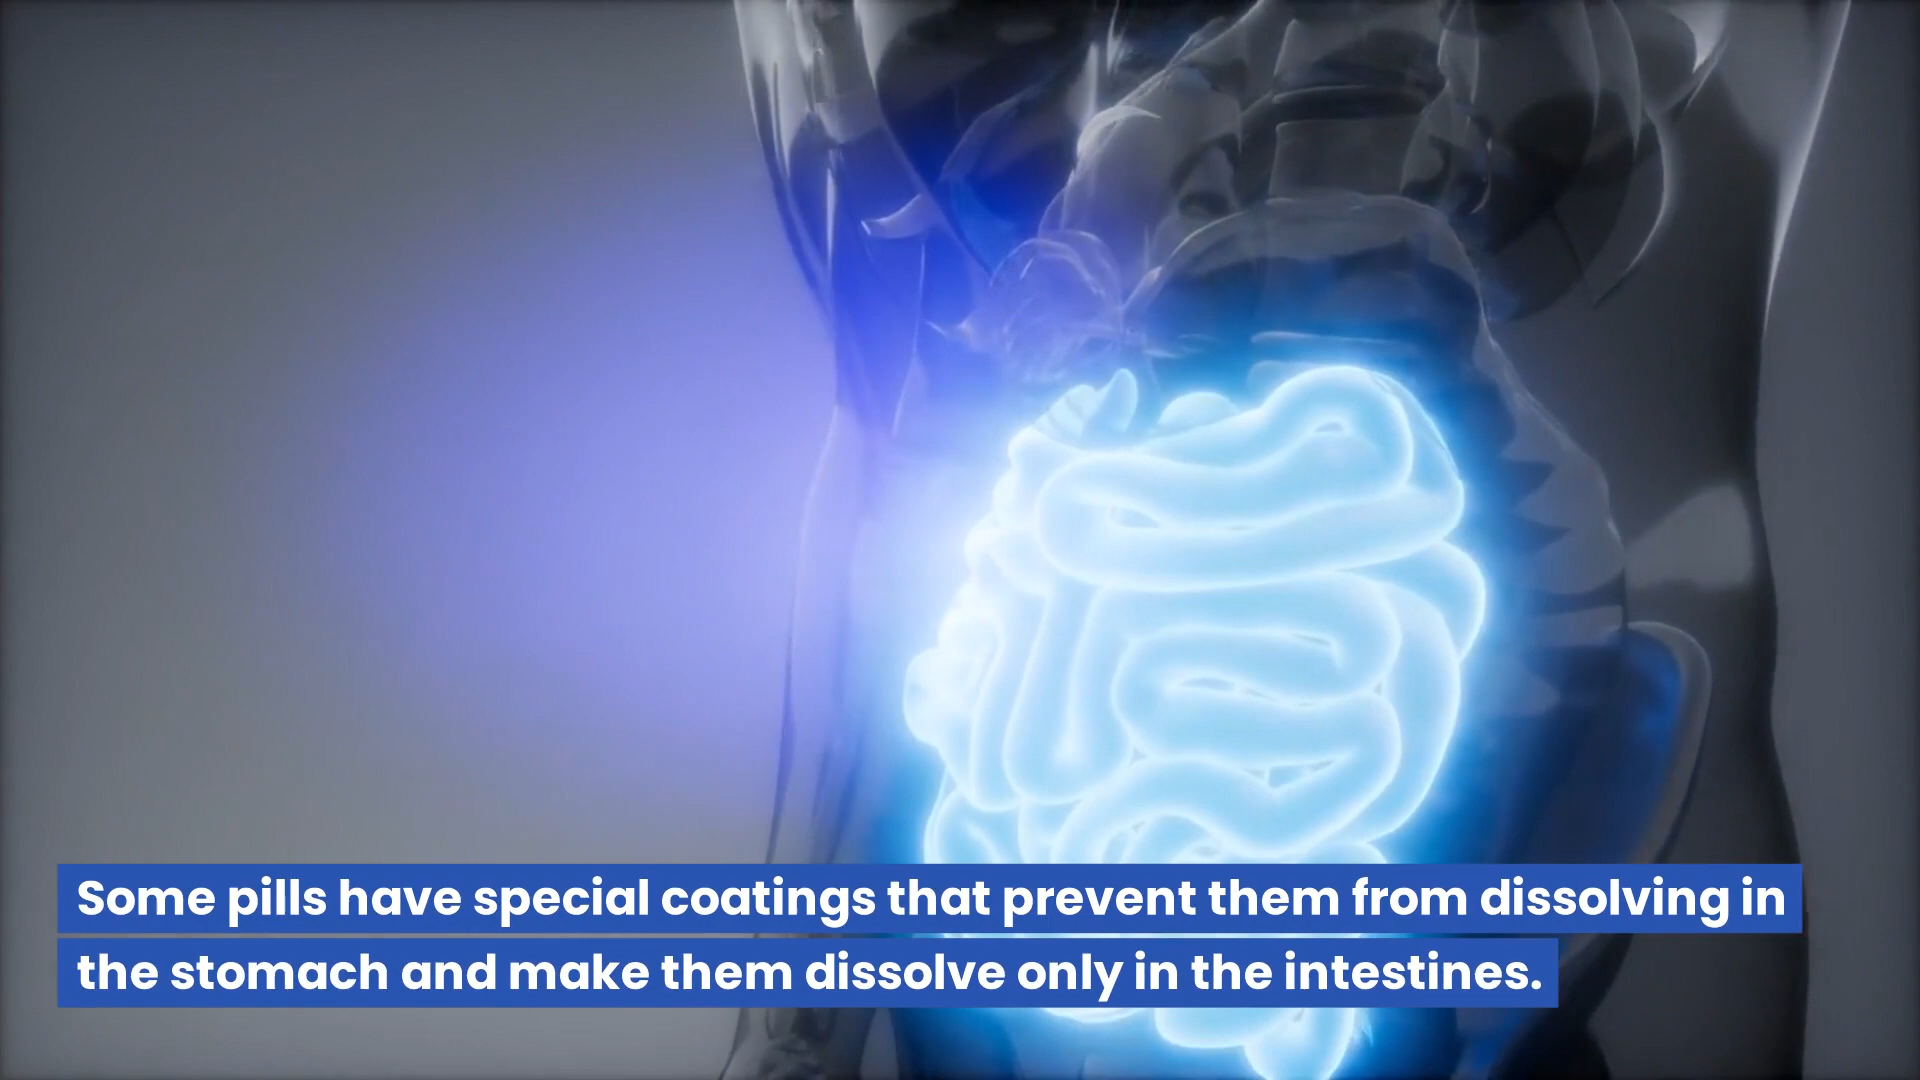 Some pills have special coatings that prevent them from dissolving in
the stomach and make them dissolve only in the intestines.